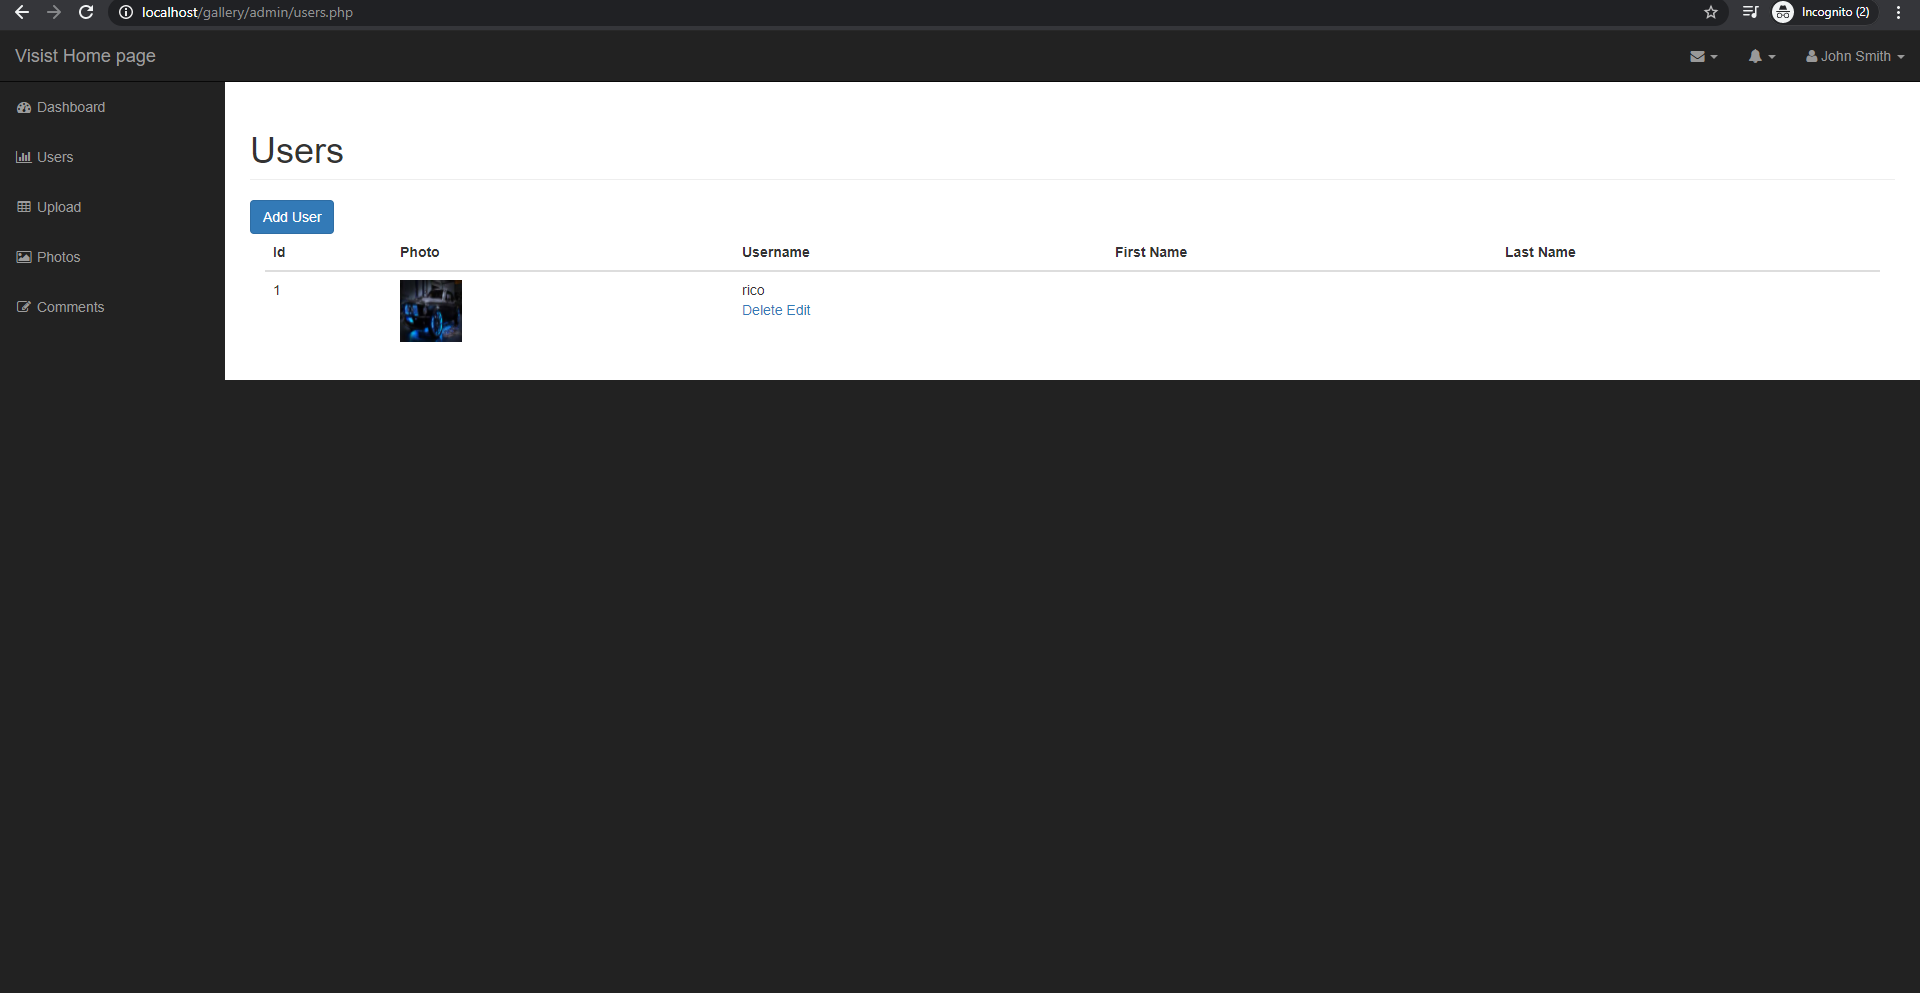 localhost/gallery/admin/users.php
Incognito (2)
Visist Home page
John Smith
Dashboard
Users
Upload
Photos
Comments
Users
Add User
Id Photo Username First Name Last Name
1 rico
Delete Edit